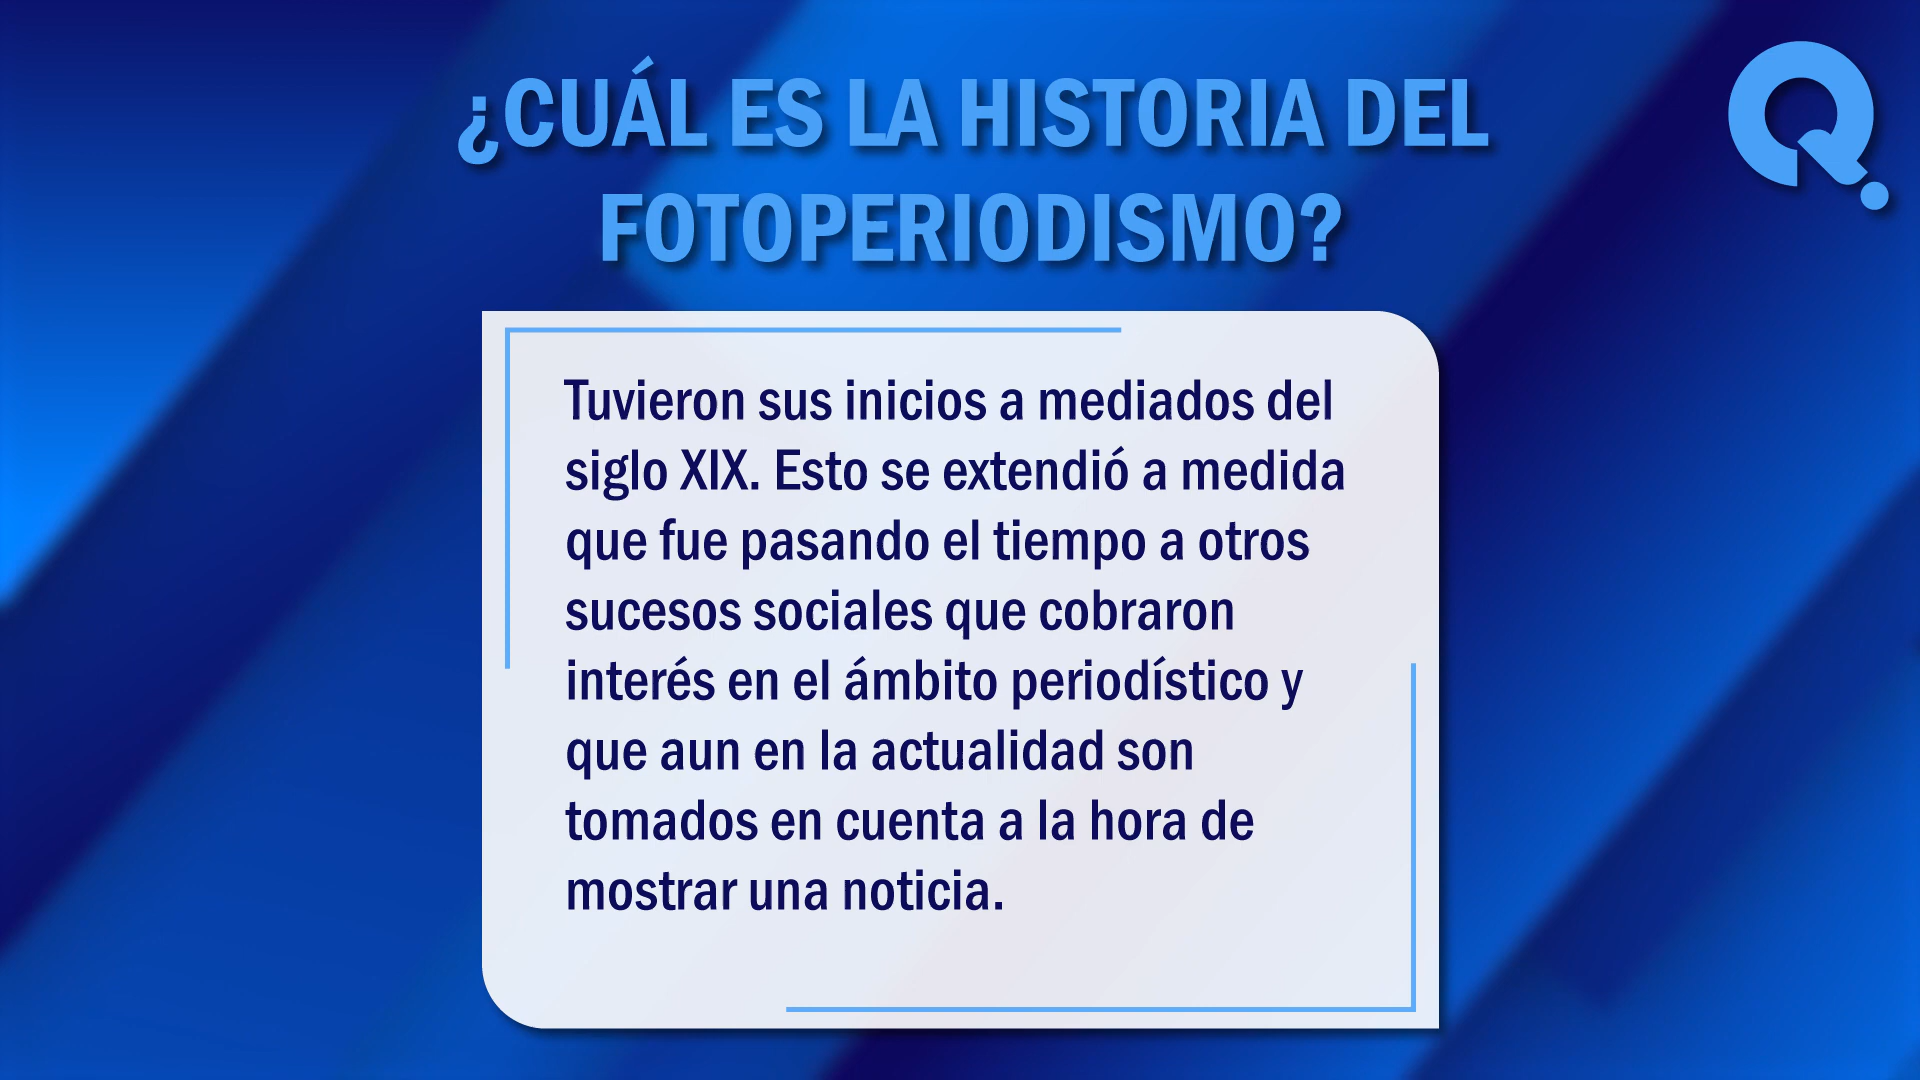 ¿CUÁL ES LA HISTORIA DEL
FOTOPERIODISMO?
Q.
Tuvieron sus inicios a mediados del
siglo XIX. Esto se extendió a medida
que fue pasando el tiempo a otros
sucesos sociales que cobraron
interés en el ámbito periodístico y
que aun en la actualidad son
tomados en cuenta a la hora de
mostrar una noticia.